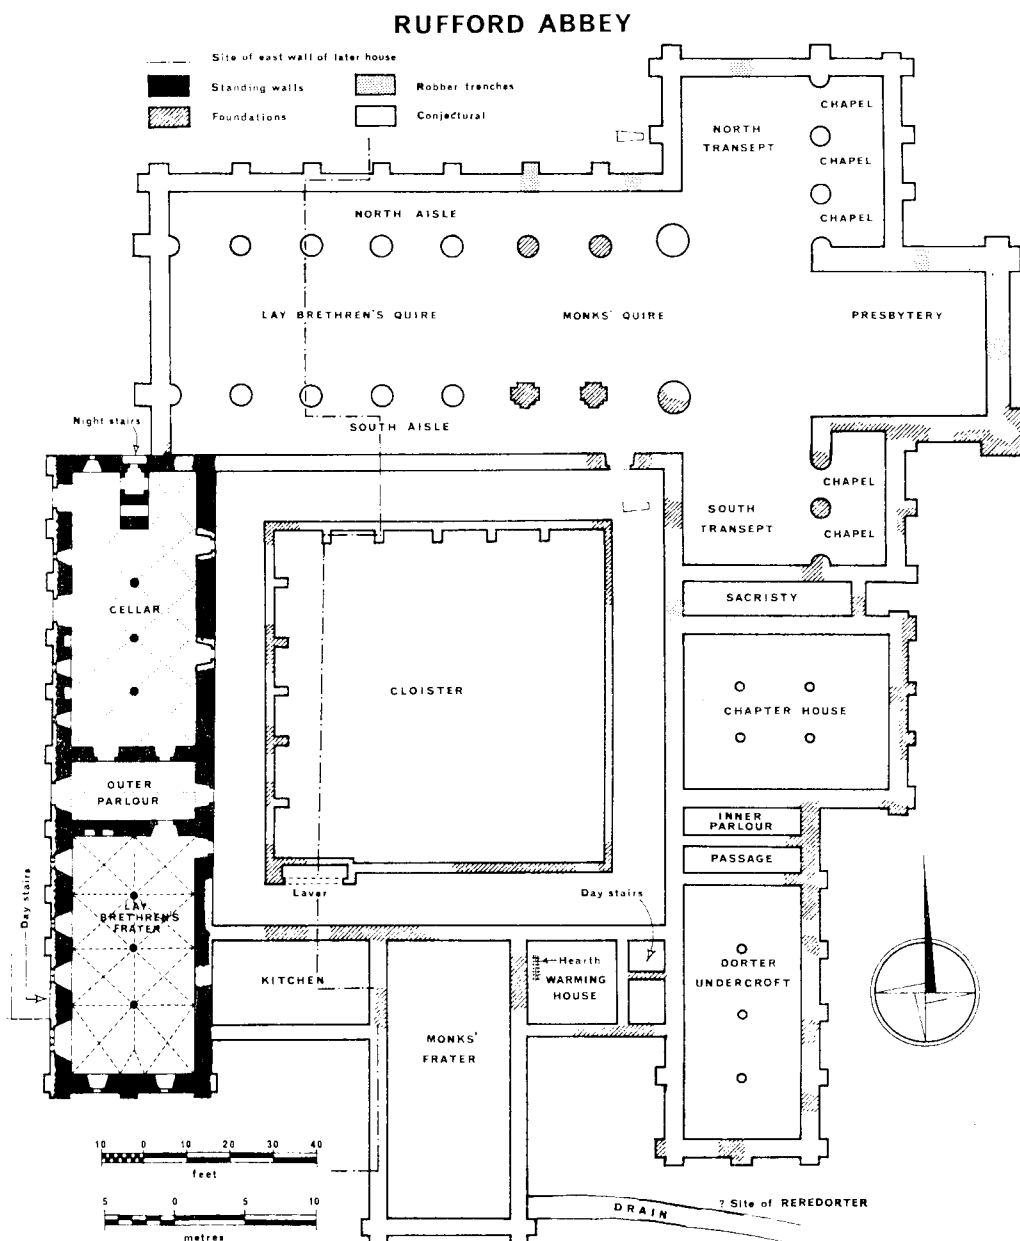 RUFFORD ABBEY
Site of east wall of later house
Standing walls
Robber trenches
Foundations
Conjectural
CHAPEL
NORTH
TRANSEPT
CHAPEL
CHAPEL
NORTH AISLE
LAY BRETHREN'S QUIRE
MONKS' QUIRE
PRESBYTERY
SOUTH AISLE
Night stairs
CHAPEL
SOUTH
TRANSEPT
CHAPEL
SACRISTY
CELLAR
CLOISTER
CHAPTER HOUSE
OUTER
PARLOUR
INNER
PARLOUR
PASSAGE
Laver
Day stairs
Day stairs
LAY
BRETHREN'S
FRATER
KITCHEN
Hearth
WARMING
HOUSE
DORTER
UNDERCROFT
MONKS'
FRATER
10 0 10 20 30 40
feet
5 0 5 10
metres
DRAIN
? Site of REREDORTER